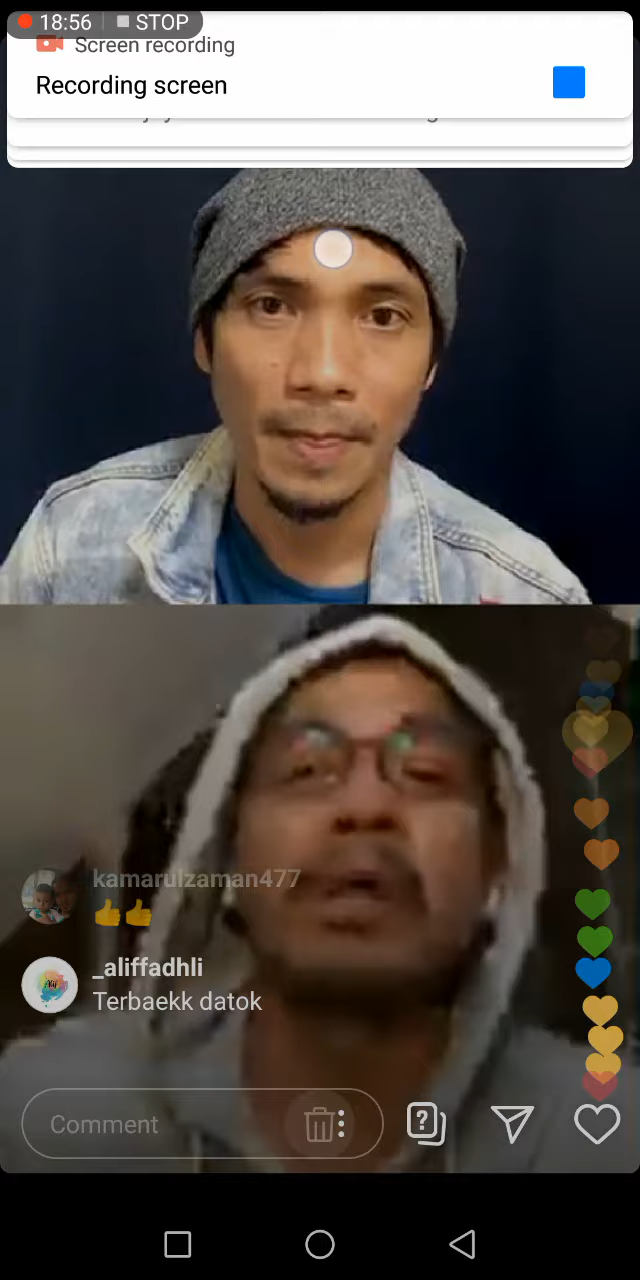 18:56 STOP
Screen recording
Recording screen
kamarulzaman477
👍👍
_aliffadhli
Terbaekk datok
Comment